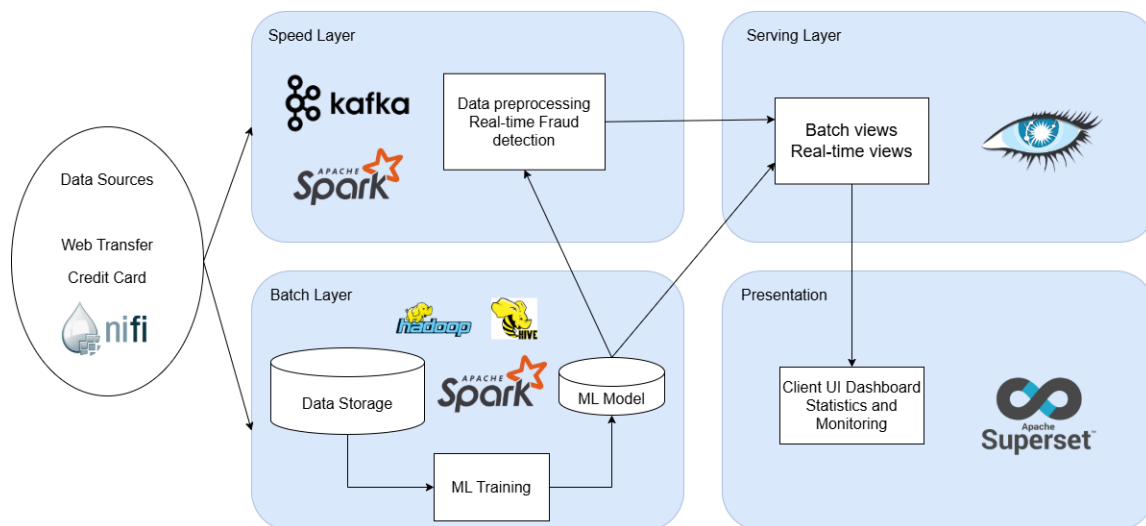 Data Sources
Web Transfer
Credit Card
nifi
Speed Layer
kafka
APACHE
Spark
Data preprocessing
Real-time Fraud
detection
Batch Layer
hadoop
HIVE
Data Storage
APACHE
Spark
ML Model
ML Training
Serving Layer
Batch views
Real-time views
Presentation
Client UI Dashboard
Statistics and
Monitoring
Apache
Superset™